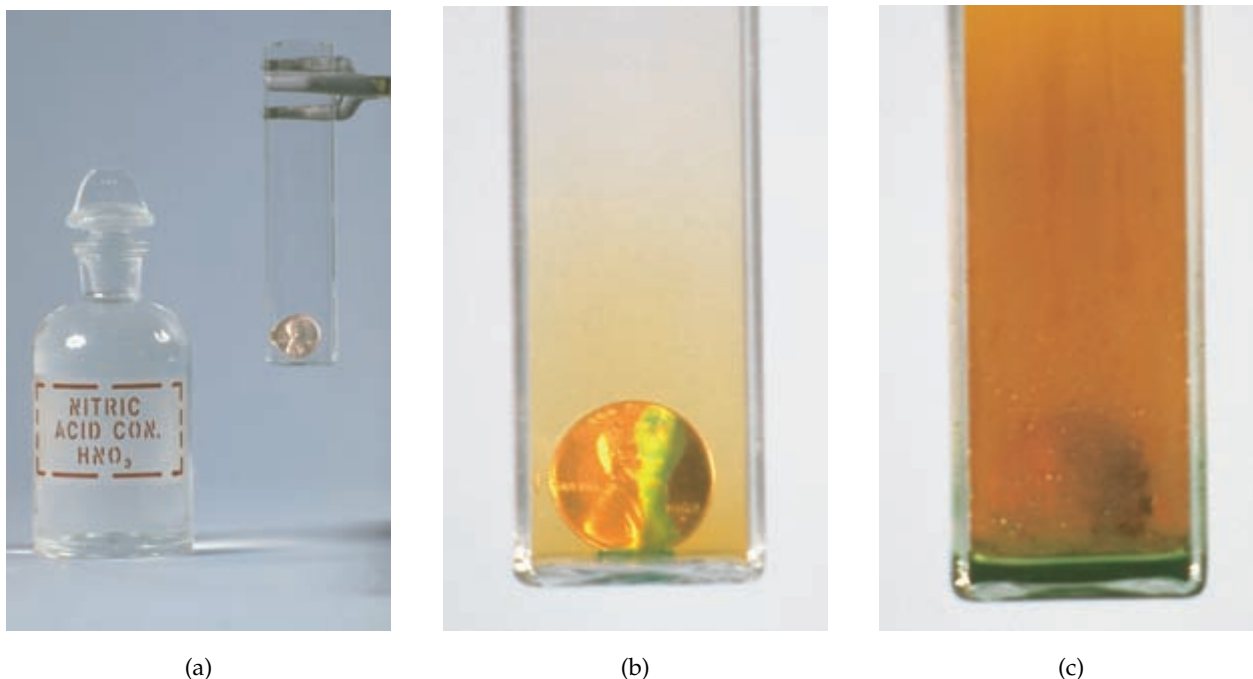 NITRIC
ACID CON.
HNO₃
(a)
(b)
(c)